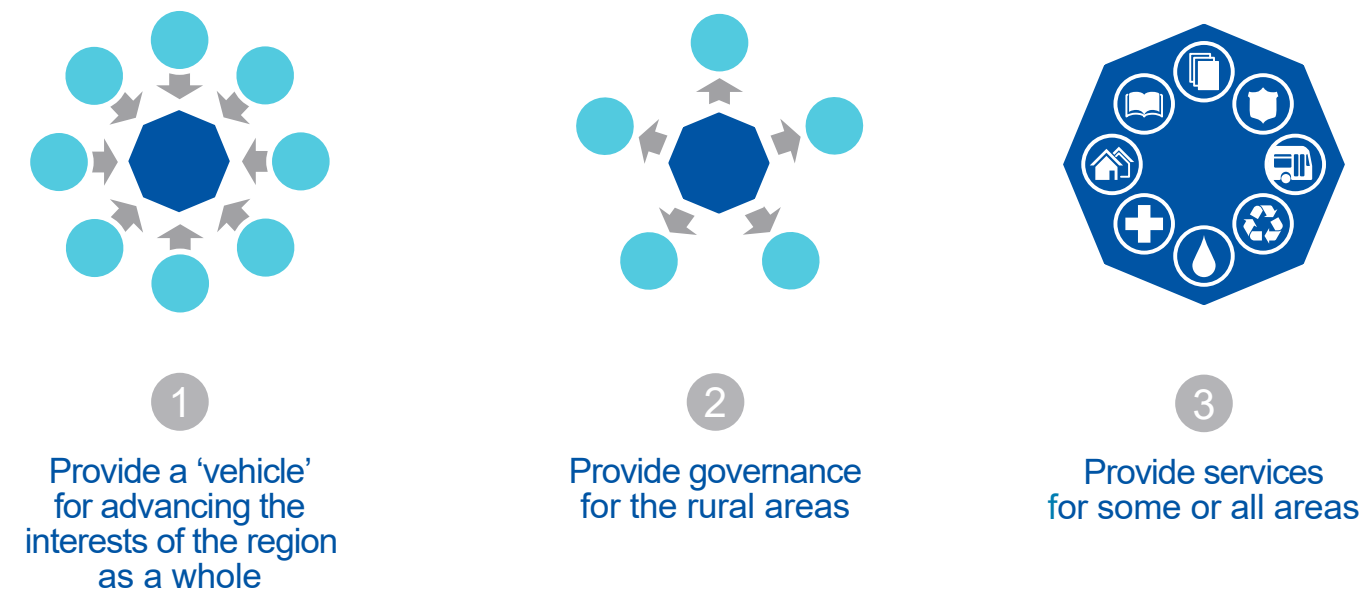 1
Provide a ‘vehicle’
for advancing the
interests of the region
as a whole
2
Provide governance
for the rural areas
3
Provide services
for some or all areas